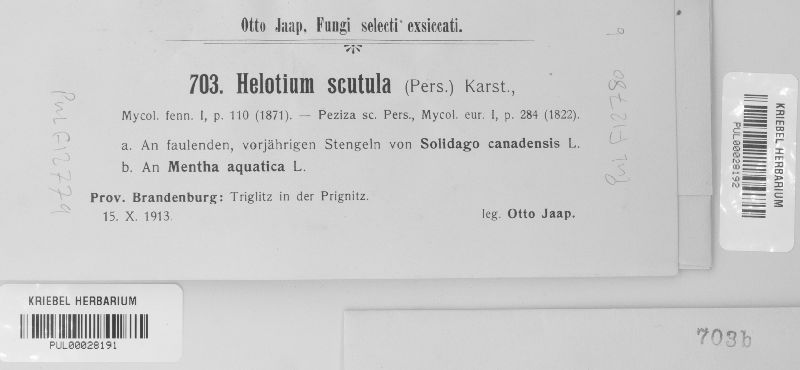 Otto Jaap, Fungi selecti exsiccati.
703. Helotium scutula (Pers.) Karst.,
Mycol. fenn. I, p. 110 (1871). — Peziza sc. Pers., Mycol. eur. I, p. 284 (1822).
a. An faulenden, vorjährigen Stengeln von Solidago canadensis L.
b. An Mentha aquatica L.
Prov. Brandenburg: Triglitz in der Prignitz.
15. X. 1913.
leg. Otto Jaap.
KRIEBEL HERBARIUM
PUL00028192
KRIEBEL HERBARIUM
PUL00028191
703b